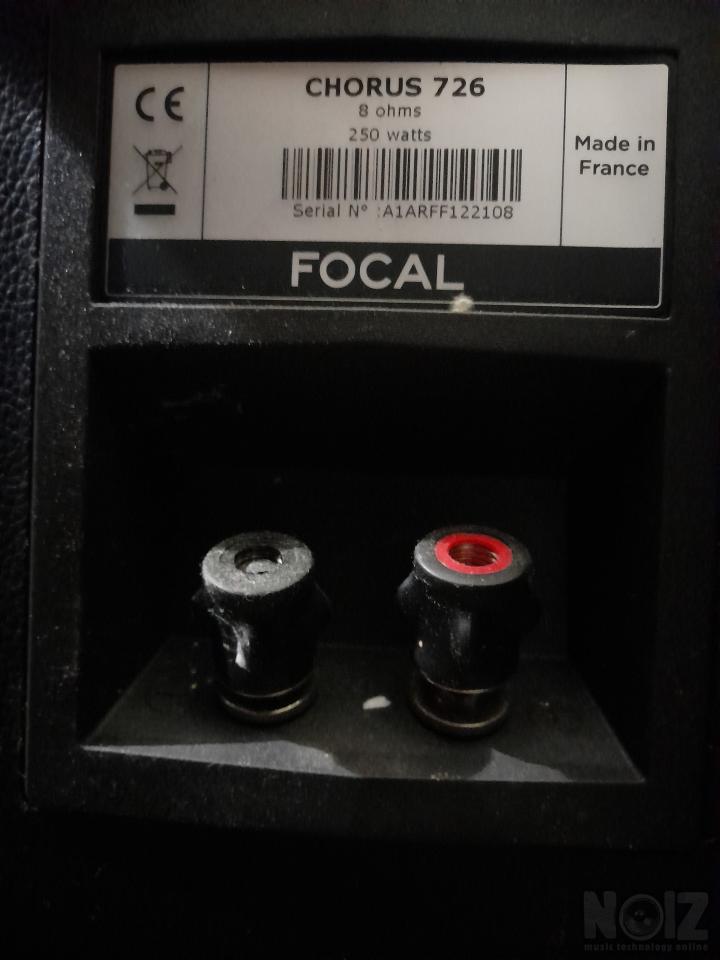 CE
CHORUS 726
8 ohms
250 watts
Serial N° :A1ARFF122108
Made in
France
FOCAL
NOIZ
music technology online